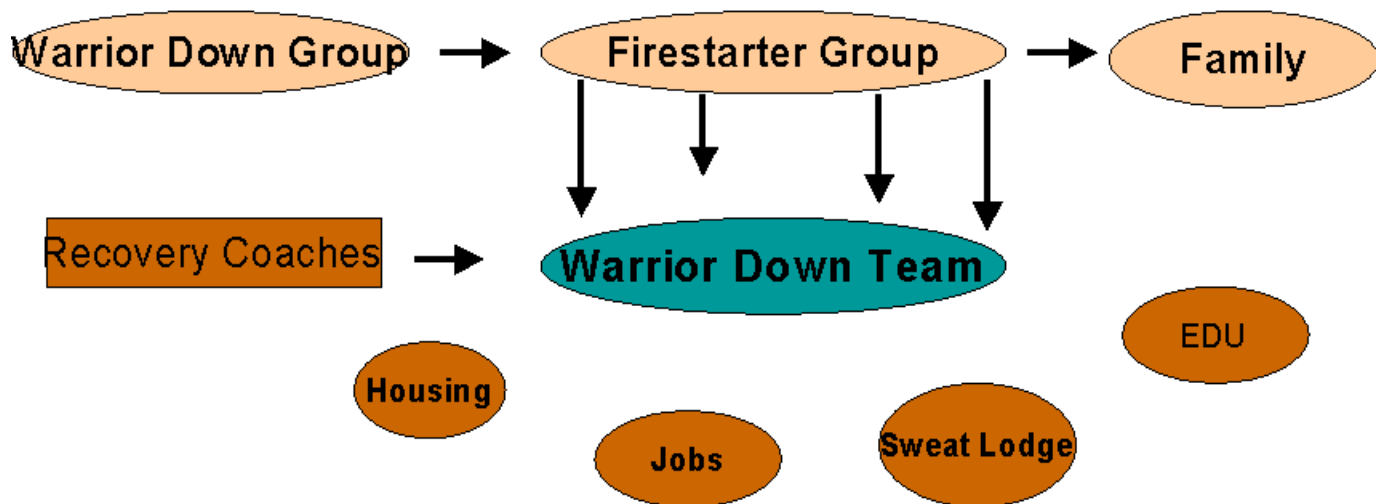 Warrior Down Group
Firestarter Group
Family
Recovery Coaches
Warrior Down Team
EDU
Housing
Jobs
Sweat Lodge